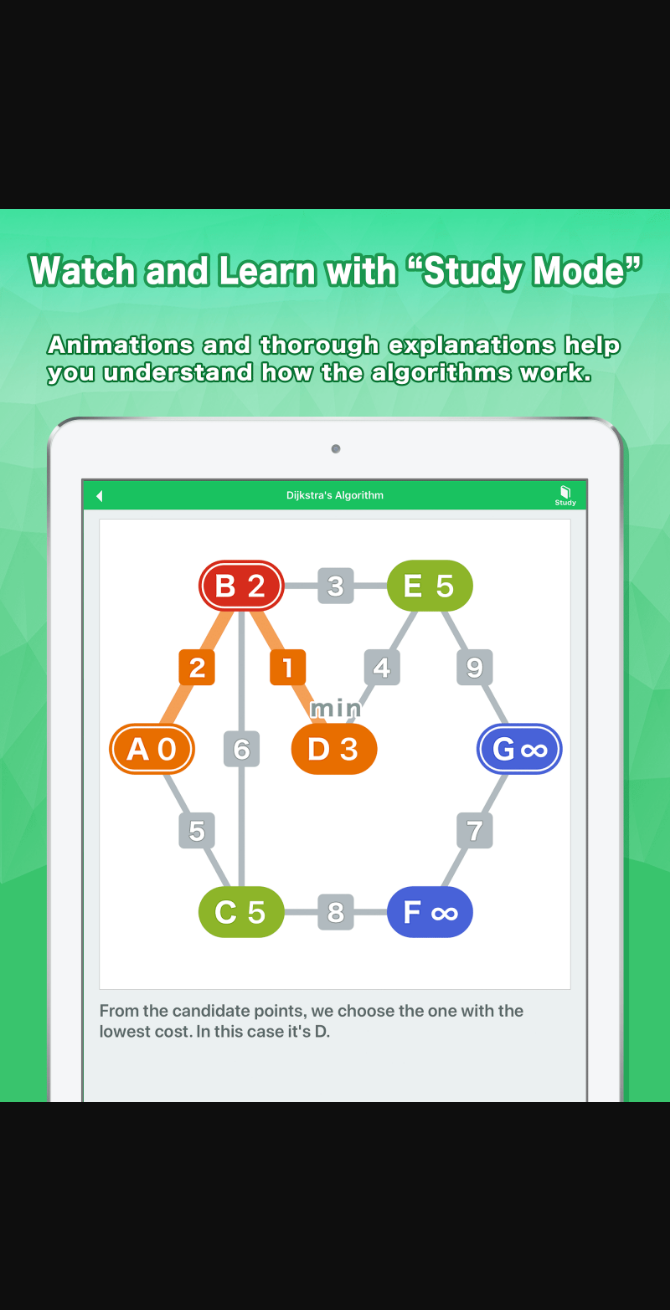 Watch and Learn with “Study Mode”
Animations and thorough explanations help
you understand how the algorithms work.
Dijkstra's Algorithm
Study
B 2
3
E 5
2
1
4
9
min
A 0
6
D 3
G ∞
5
7
C 5
8
F ∞
From the candidate points, we choose the one with the
lowest cost. In this case it's D.